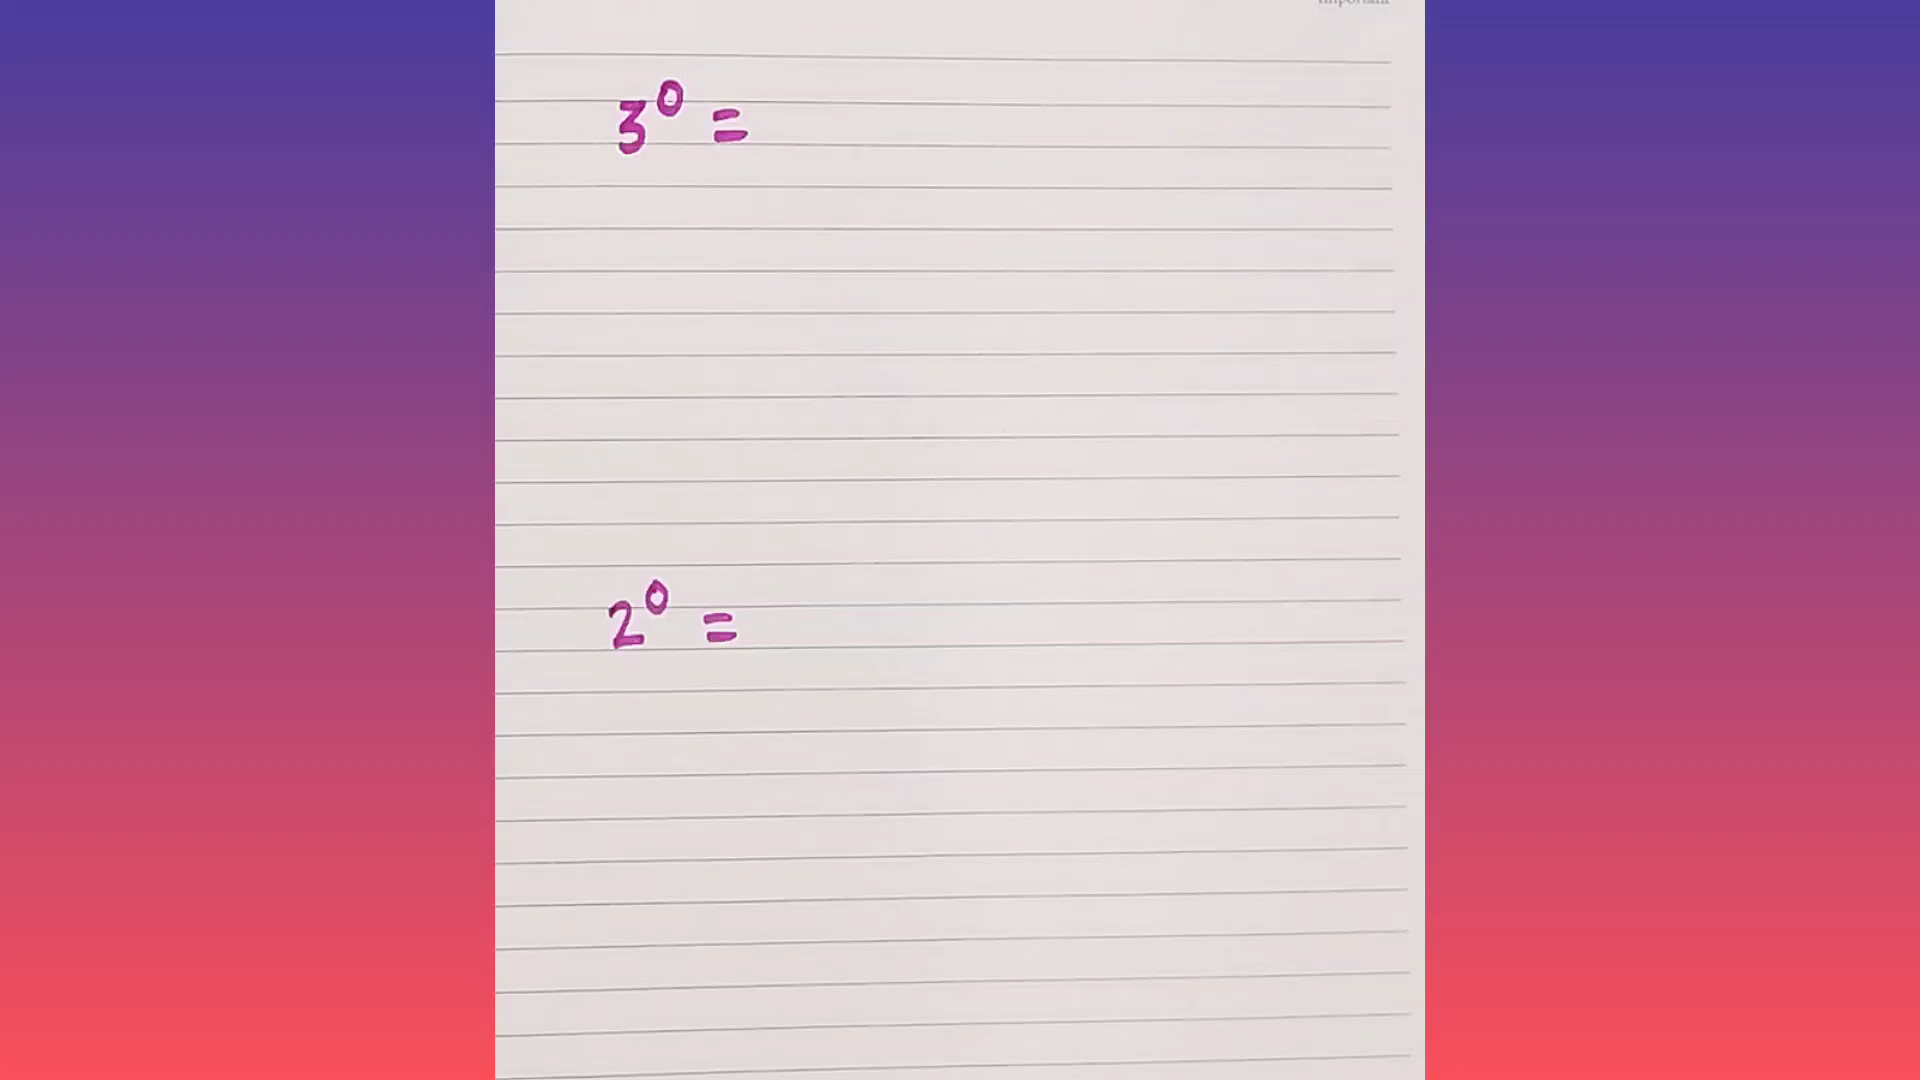 3⁰ =
2⁰ =